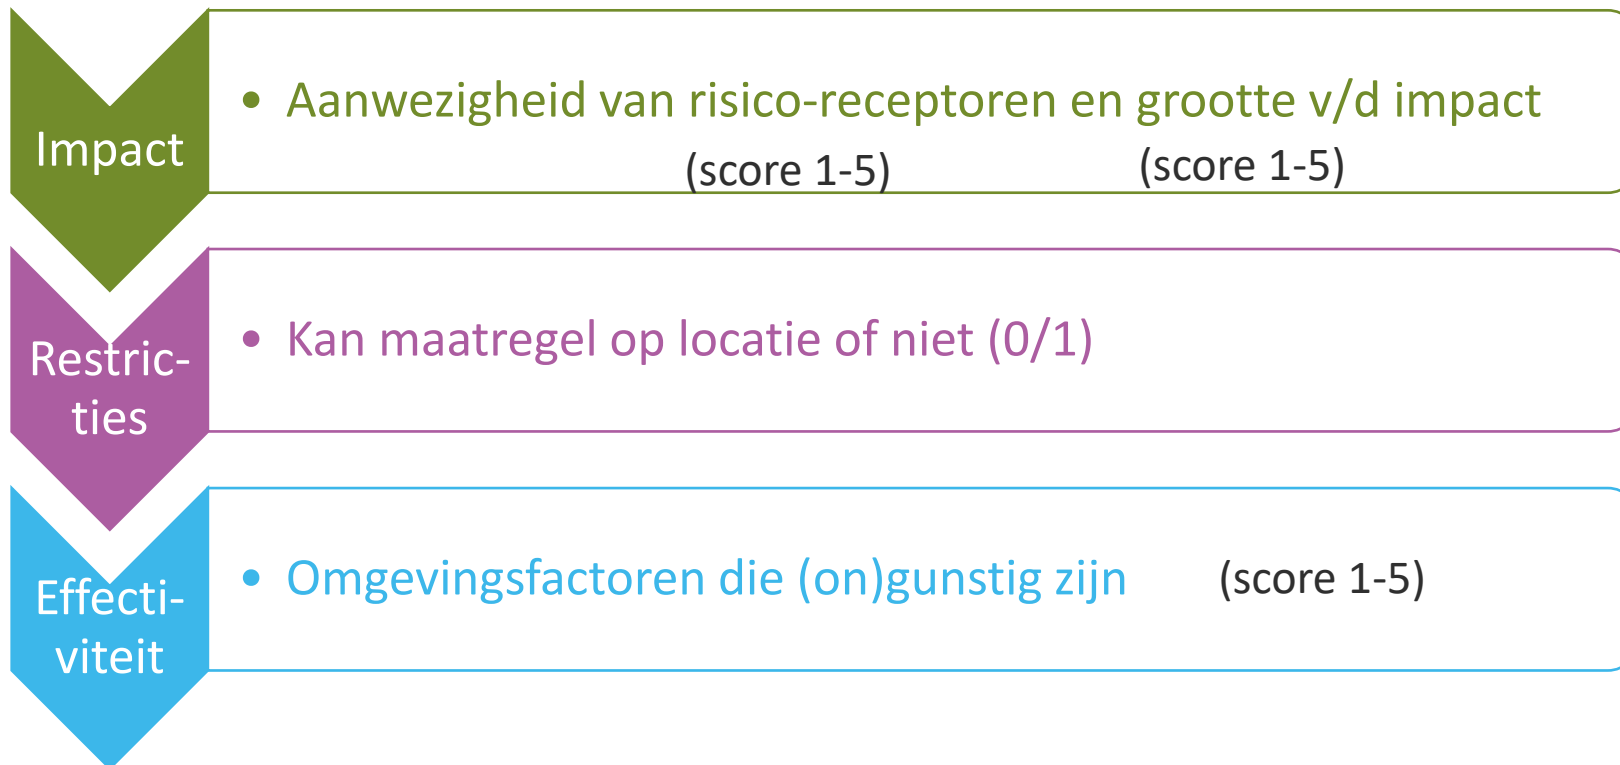 Impact
• Aanwezigheid van risico-receptoren en grootte v/d impact
(score 1-5) (score 1-5)
Restric-
ties
• Kan maatregel op locatie of niet (0/1)
Effecti-
viteit
• Omgevingsfactoren die (on)gunstig zijn (score 1-5)